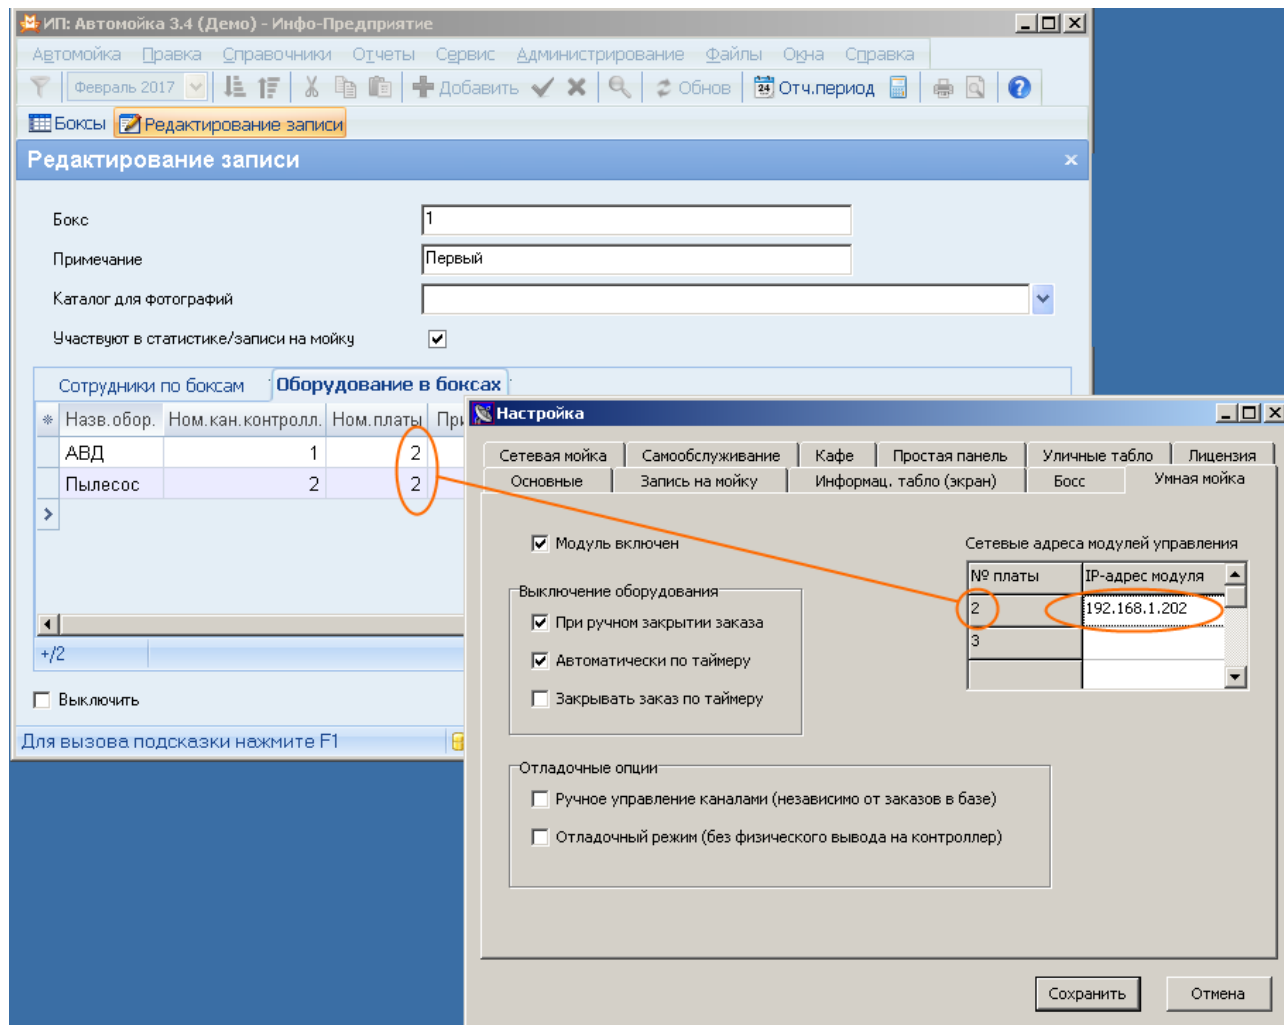 ИП: Автомойка 3.4 (Демо) - Инфо-Предприятие
Автомойка Правка Справочники Отчеты Сервис Администрирование Файлы Окна Справка
Февраль 2017 Добавить Обнов 24 Отч.период
Боксы Редактирование записи
Редактирование записи
Бокс 1
Примечание Первый
Каталог для фотографий
Участвуют в статистике/записи на мойку
Сотрудники по боксам Оборудование в боксах
Назв.обор. Ном.кан.контролл. Ном.платы При
АВД 1 2
Пылесос 2 2
+/2
Выключить
Для вызова подсказки нажмите F1
Настройка
Сетевая мойка Самообслуживание Кафе Простая панель Уличные табло Лицензия
Основные Запись на мойку Информац. табло (экран) Босс Умная мойка
Модуль включен
Сетевые адреса модулей управления
№ платы IP-адрес модуля
2 192.168.1.202
3
Выключение оборудования
При ручном закрытии заказа
Автоматически по таймеру
Закрывать заказ по таймеру
Отладочные опции
Ручное управление каналами (независимо от заказов в базе)
Отладочный режим (без физического вывода на контроллер)
Сохранить Отмена